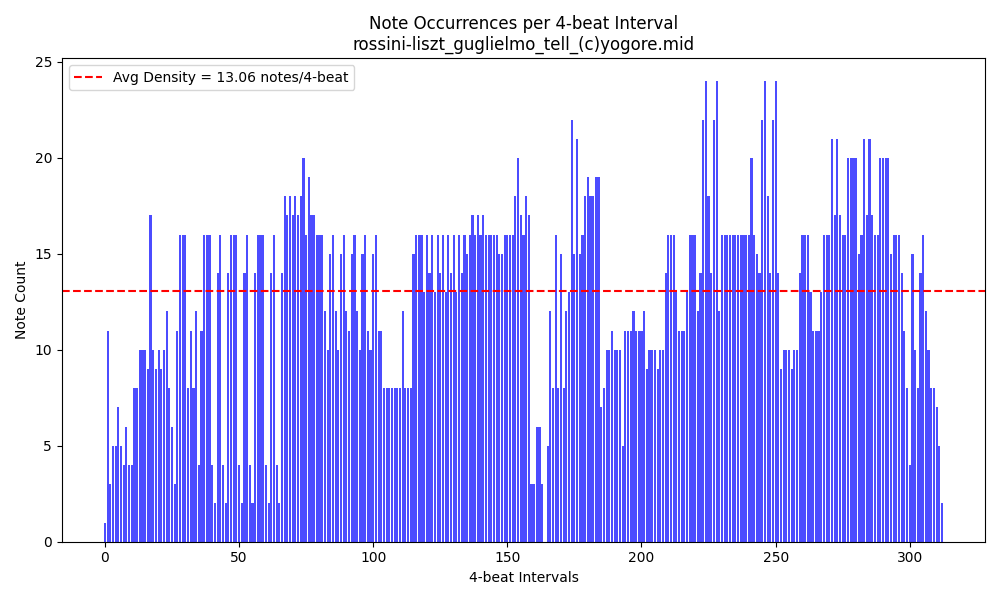 Note Occurrences per 4-beat Interval
rossini-liszt_guglielmo_tell_(c)yogore.mid
Avg Density = 13.06 notes/4-beat
Note Count
25
20
15
10
5
0
0 50 100 150 200 250 300
4-beat Intervals